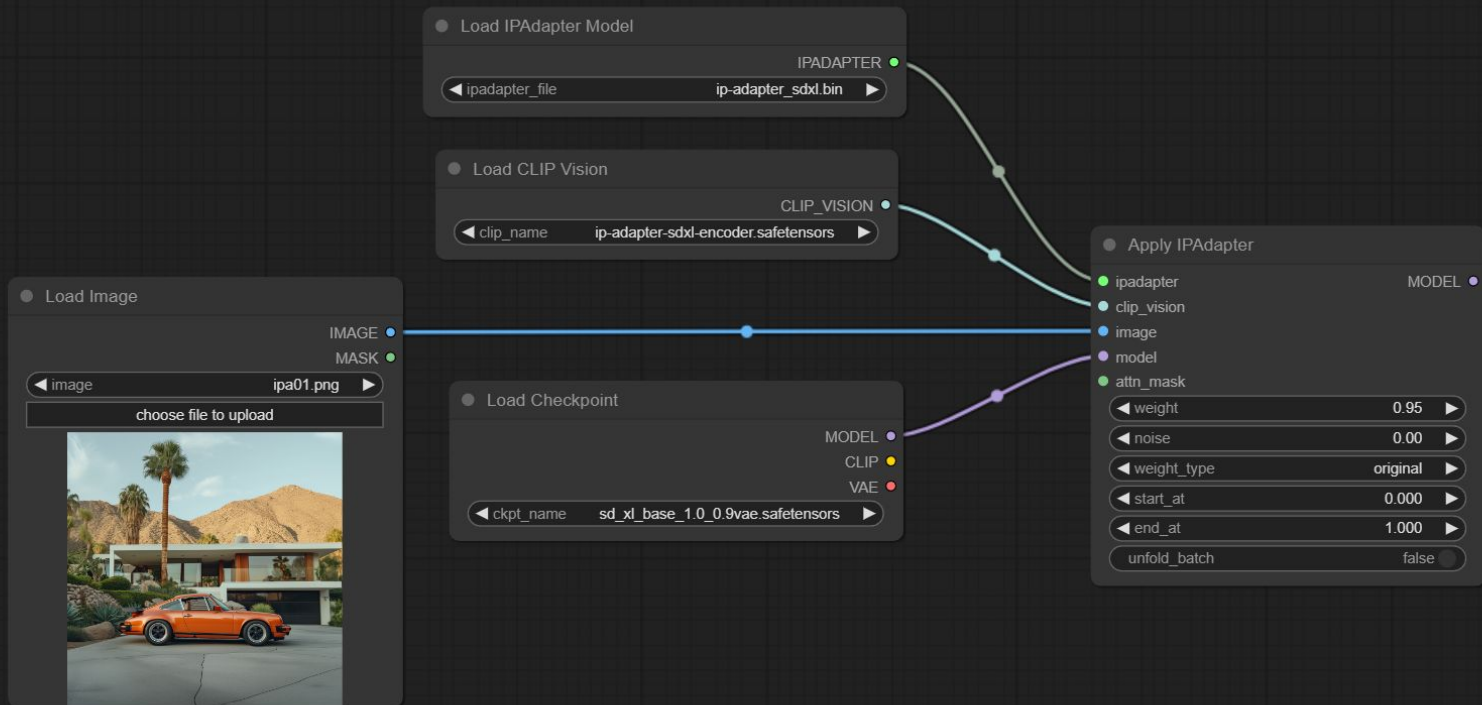 Load IPAdapter Model
IPADAPTER
ipadapter_file ip-adapter_sdxl.bin
Load CLIP Vision
CLIP_VISION
clip_name ip-adapter-sdxl-encoder.safetensors
Load Image
IMAGE
MASK
image ipa01.png
choose file to upload
Load Checkpoint
MODEL
CLIP
VAE
ckpt_name sd_xl_base_1.0_0.9vae.safetensors
Apply IPAdapter
ipadapter MODEL
clip_vision
image
model
attn_mask
weight 0.95
noise 0.00
weight_type original
start_at 0.000
end_at 1.000
unfold_batch false